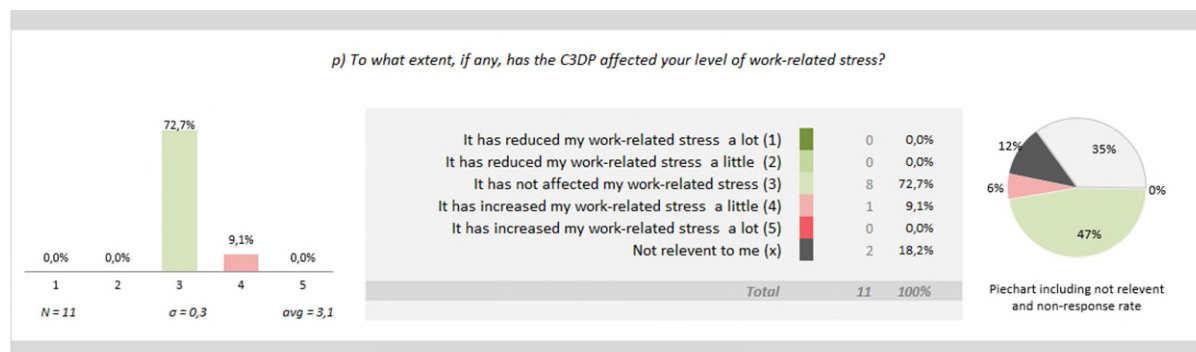 p) To what extent, if any, has the C3DP affected your level of work-related stress?
72,7%
9,1%
0,0% 0,0% 0,0%
1 2 3 4 5
N = 11 σ = 0,3 avg = 3,1
It has reduced my work-related stress a lot (1) 0 0,0%
It has reduced my work-related stress a little (2) 0 0,0%
It has not affected my work-related stress (3) 8 72,7%
It has increased my work-related stress a little (4) 1 9,1%
It has increased my work-related stress a lot (5) 0 0,0%
Not relevent to me (x) 2 18,2%
Total 11 100%
12% 35%
6% 0%
47%
Piechart including not relevent
and non-response rate